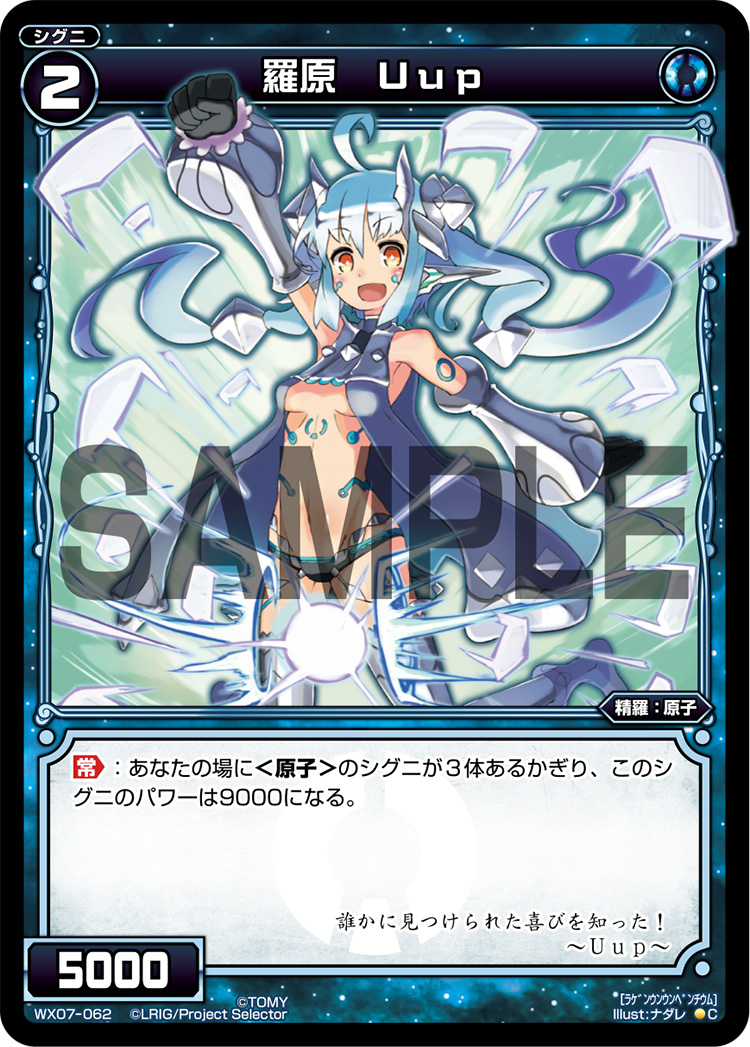 シグニ
2
羅原　Uup
SAMPLE
精羅：原子
常：あなたの場に＜原子＞のシグニが３体あるかぎり、このシ
グニのパワーは9000になる。
誰かに見つけられた喜びを知った！
～Uup～
5000
WX07-062 ©LRIG/Project Selector
©TOMY
[ラゲンウンウンペンチウム]
Illust:ナダレ C